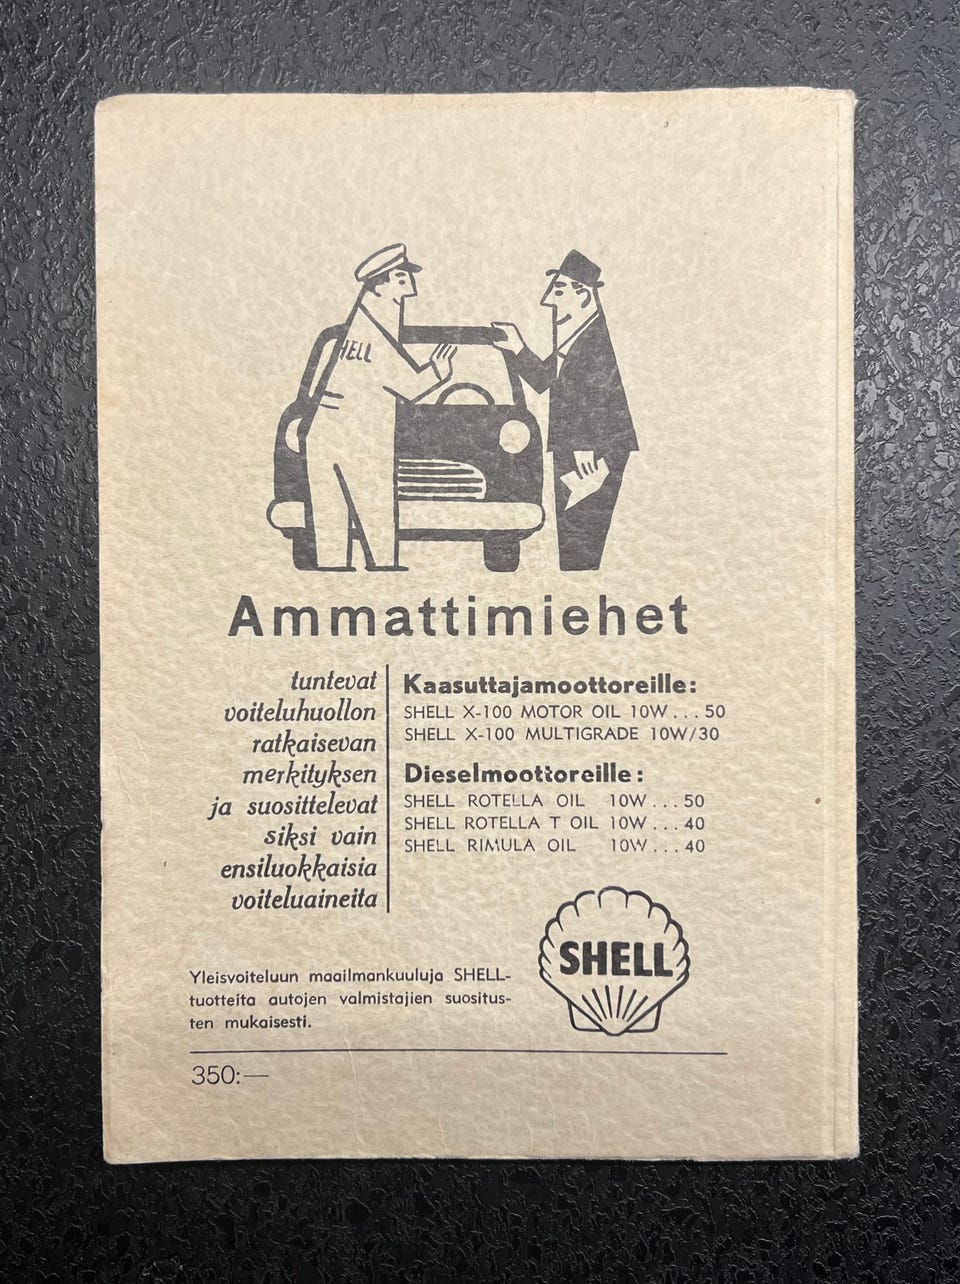 HELL
Ammattimiehet
tuntevat
voiteluhuollon
ratkaisevan
merkityksen
ja suosittelevat
siksi vain
ensiluokkaisia
voiteluaineita
Kaasuttajamoottoreille:
SHELL X-100 MOTOR OIL 10W...50
SHELL X-100 MULTIGRADE 10W/30
Dieselmoottoreille:
SHELL ROTELLA OIL 10W...50
SHELL ROTELLA T OIL 10W...40
SHELL RIMULA OIL 10W...40
SHELL
Yleisvoiteluun maailmankuuluja SHELL-
tuotteita autojen valmistajien suositus-
ten mukaisesti.
350:—